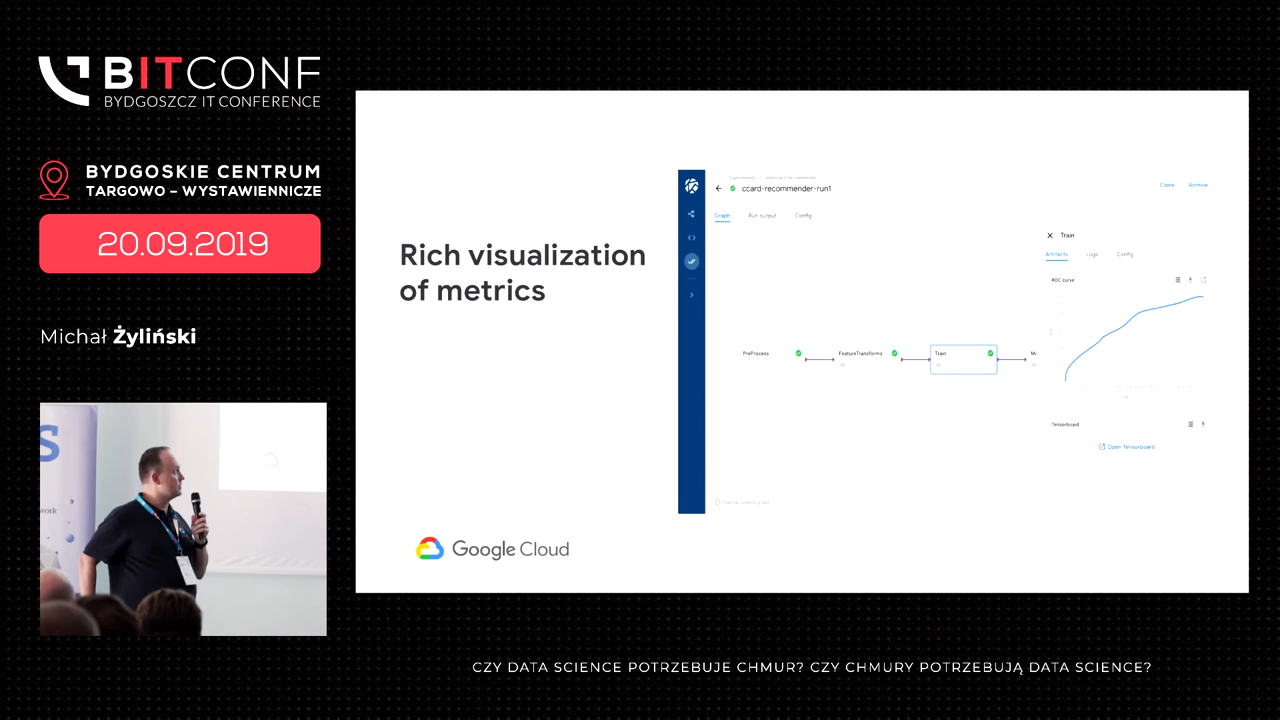 BITCONF
BYDGOSZCZ IT CONFERENCE
BYDGOSKIE CENTRUM
TARGOWO – WYSTAWIENNICZE
20.09.2019
Michał Żyliński
S
work
Rich visualization
of metrics
ccard-recommender-run1
Clone Archive
Graph Run output Config
Train
Artifacts Logs Config
ROC curve
PreProcess
FeatureTransforms
Train
Tensorboard
Open Tensorboard
Google Cloud
CZY DATA SCIENCE POTRZEBUJE CHMUR? CZY CHMURY POTRZEBUJĄ DATA SCIENCE?